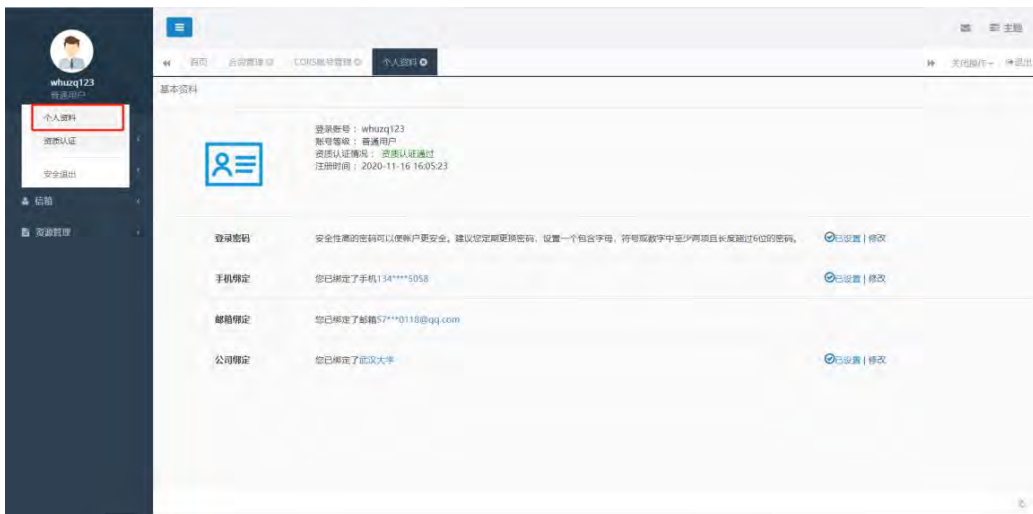 主题
首页 合同管理 CORS账号管理 个人资料
关闭操作 退出
whuzq123
普通用户
个人资料
资质认证
安全退出
信箱
资源管理
基本资料
登录账号： whuzq123
账号等级： 普通用户
资质认证情况： 资质认证通过
注册时间： 2020-11-16 16:05:23
登录密码 安全性高的密码可以使账户更安全。建议您定期更换密码，设置一个包含字母，符号或数字中至少两项且长度超过6位的密码。 已设置 | 修改
手机绑定 您已绑定了手机134****5058 已设置 | 修改
邮箱绑定 您已绑定了邮箱57***0118@qq.com
公司绑定 您已绑定了武汉大学 已设置 | 修改